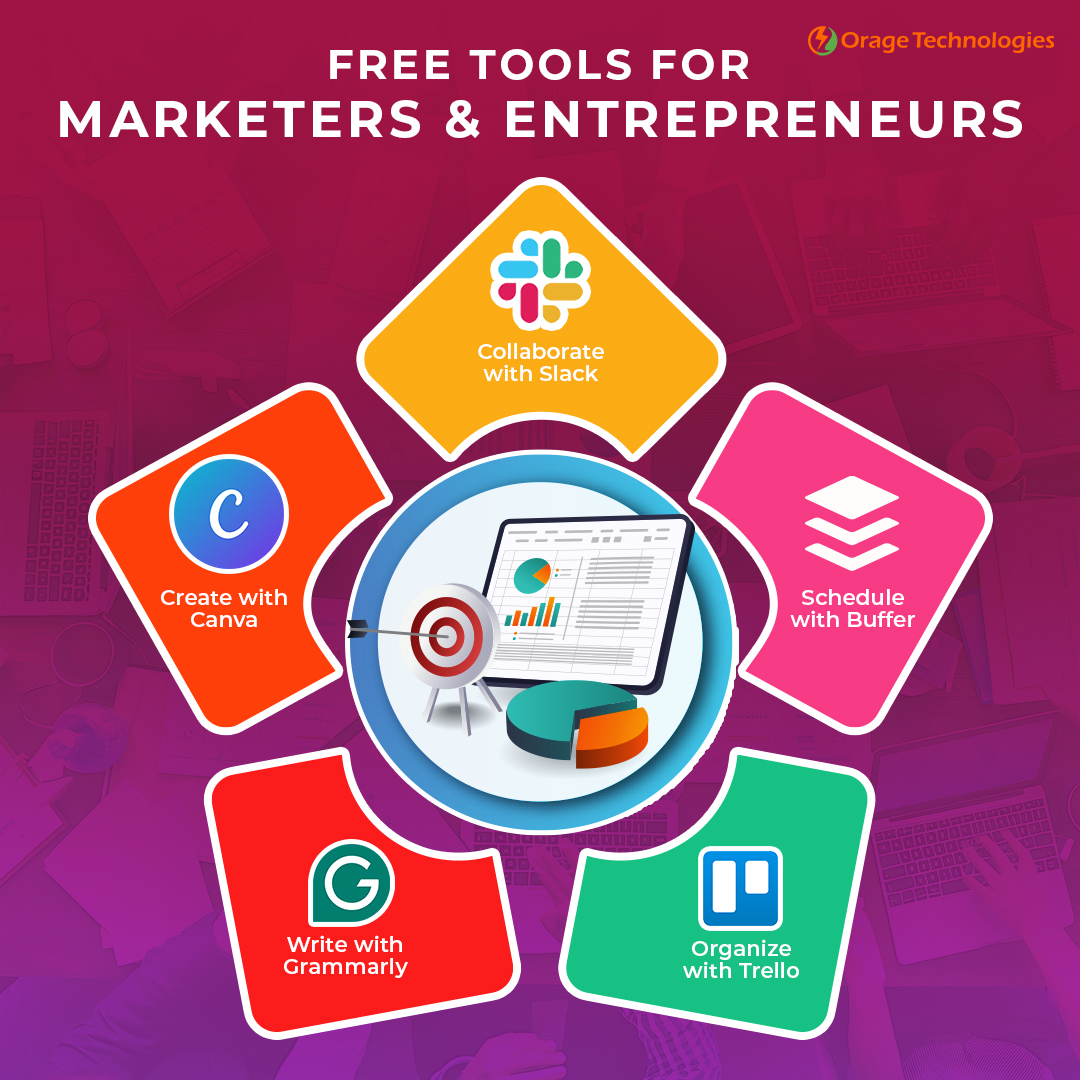 Orage Technologies
FREE TOOLS FOR
MARKETERS & ENTREPRENEURS
Collaborate
with Slack
C
Create with
Canva
Schedule
with Buffer
G
Write with
Grammarly
Organize
with Trello